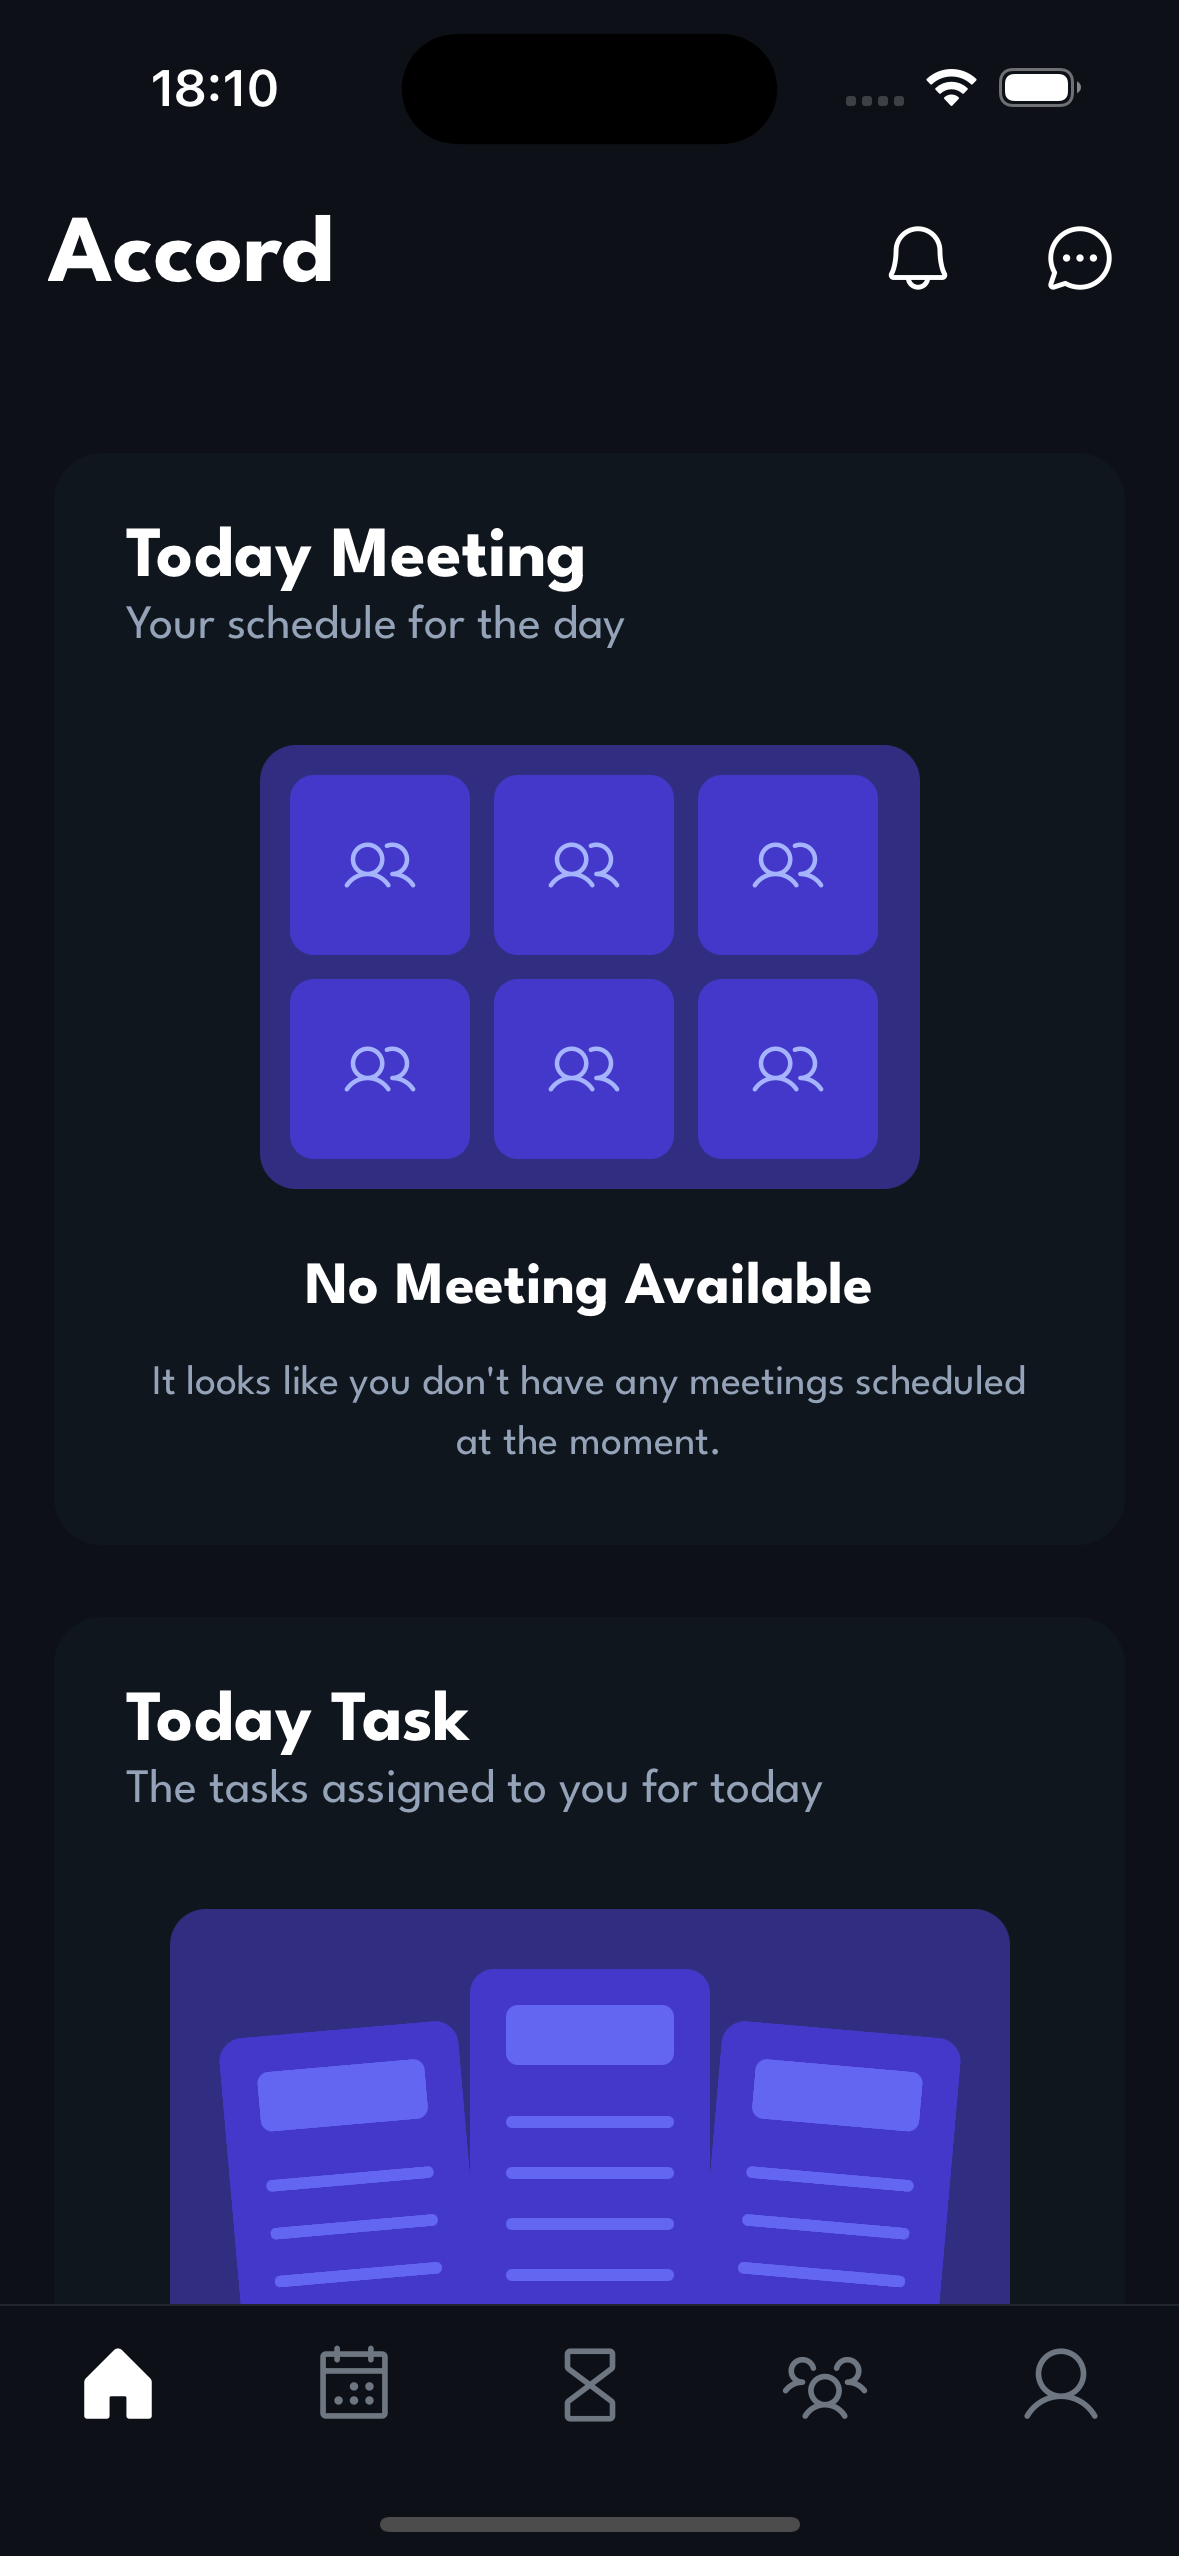 18:10
Accord
Today Meeting
Your schedule for the day
No Meeting Available
It looks like you don't have any meetings scheduled
at the moment.
Today Task
The tasks assigned to you for today